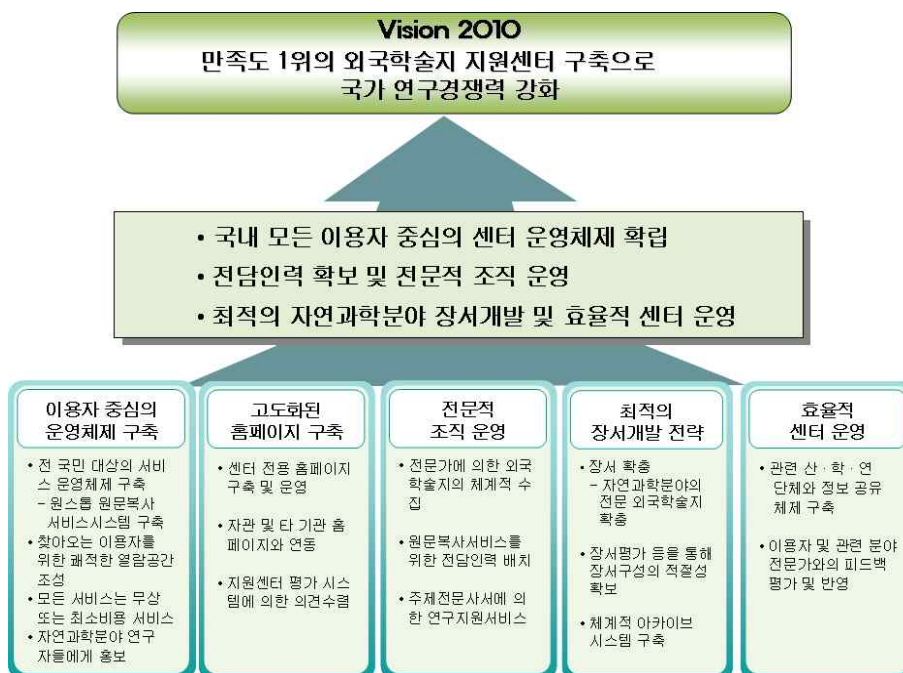 Vision 2010
만족도 1위의 외국학술지 지원센터 구축으로
국가 연구경쟁력 강화
• 국내 모든 이용자 중심의 센터 운영체제 확립
• 전담인력 확보 및 전문적 조직 운영
• 최적의 자연과학분야 장서개발 및 효율적 센터 운영
이용자 중심의
운영체제 구축
• 전 국민 대상의 서비
스 운영체제 구축
- 원스톱 원문복사
서비스시스템 구축
• 찾아오는 이용자를
위한 쾌적한 열람공간
조성
• 모든 서비스는 무상
또는 최소비용 서비스
• 자연과학분야 연구
자들에게 홍보
고도화된
홈페이지 구축
• 센터 전용 홈페이지
구축 및 운영
• 자관 및 타 기관 홈
페이지와 연동
• 지원센터 평가 시스
템에 의한 의견수렴
전문적
조직 운영
• 전문가에 의한 외국
학술지의 체계적 수
집
• 원문복사서비스를
위한 전담인력 배치
• 주제전문사서에 의
한 연구지원서비스
최적의
장서개발 전략
• 장서 확충
- 자연과학분야의
전문 외국학술지
확충
• 장서평가 등을 통해
장서구성의 적절성
확보
• 체계적 아카이브
시스템 구축
효율적
센터 운영
• 관련 산·학·연
단체와 정보 공유
체제 구축
• 이용자 및 관련 분야
전문가와의 피드백
평가 및 반영